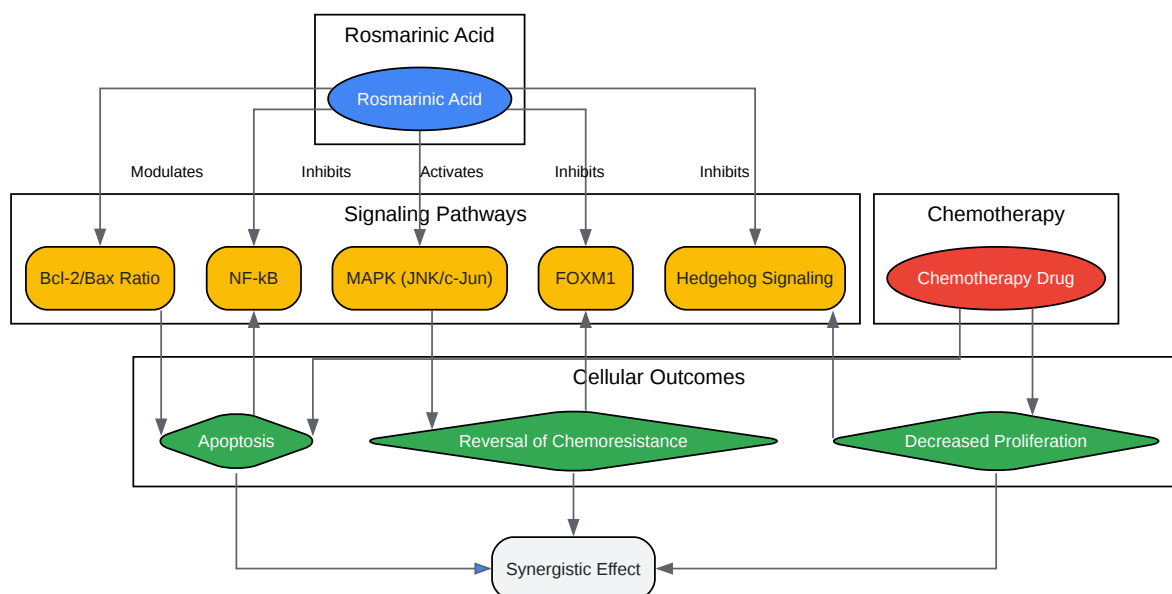 Rosmarinic Acid
Rosmarinic Acid
Modulates
Inhibits
Activates
Inhibits
Inhibits
Signaling Pathways
Chemotherapy
Bcl-2/Bax Ratio
NF-kB
MAPK (JNK/c-Jun)
FOXM1
Hedgehog Signaling
Chemotherapy Drug
Cellular Outcomes
Apoptosis
Reversal of Chemoresistance
Decreased Proliferation
Synergistic Effect